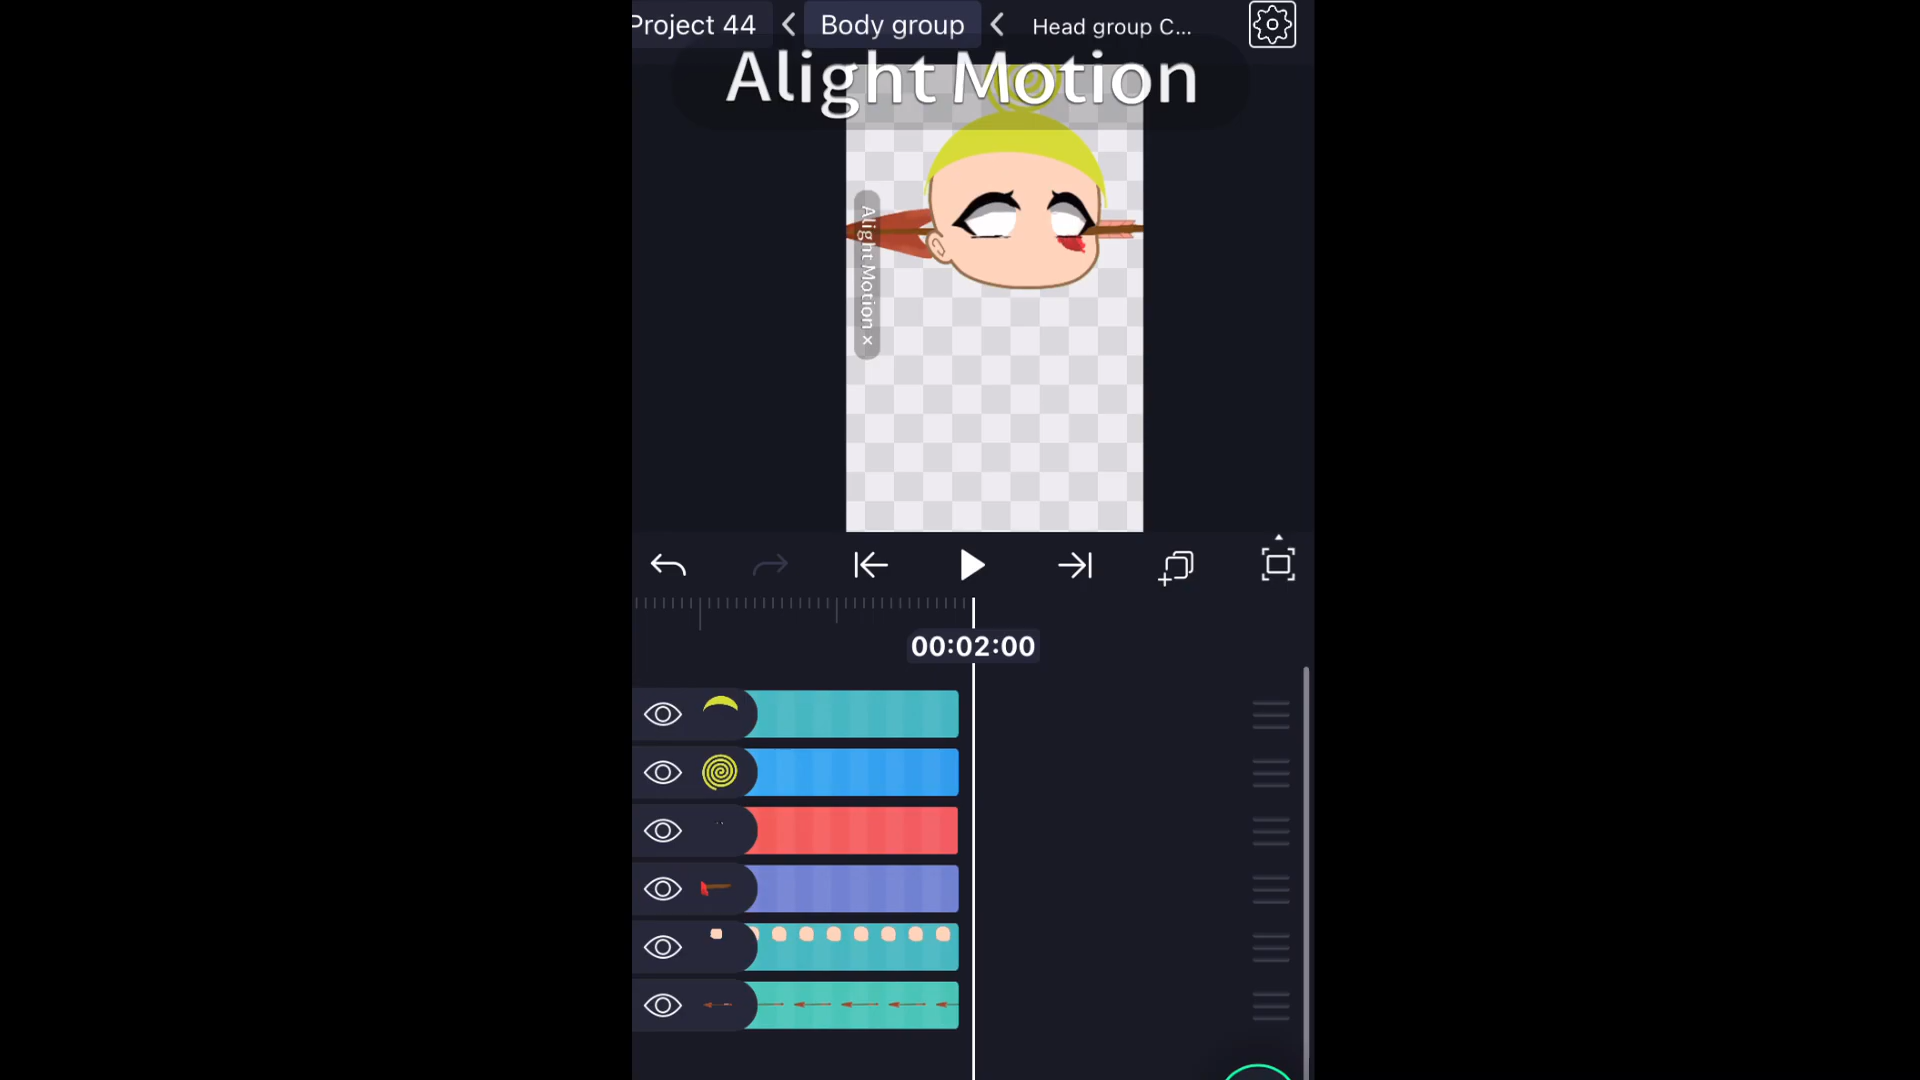 Project 44
Body group
Head group C...
Alight Motion
Alight Motion ×
00:02:00